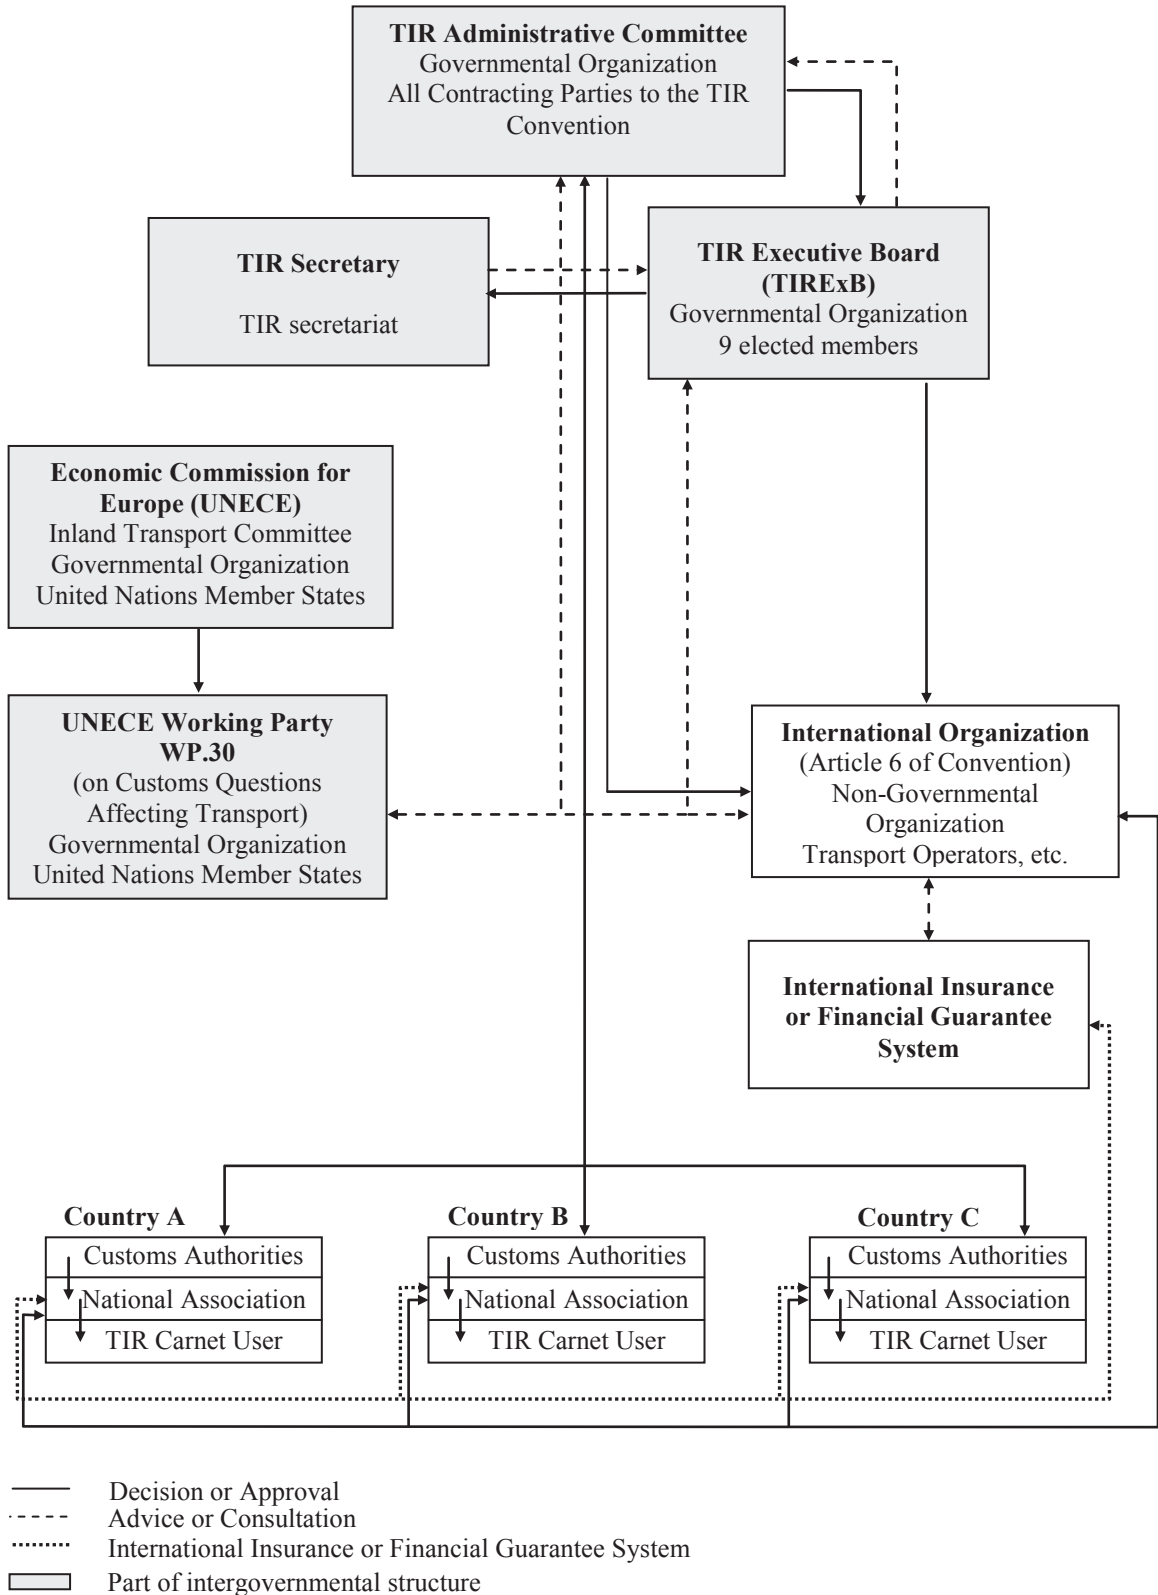 TIR Administrative Committee
Governmental Organization
All Contracting Parties to the TIR
Convention
TIR Secretary
TIR secretariat
TIR Executive Board
(TIRExB)
Governmental Organization
9 elected members
Economic Commission for
Europe (UNECE)
Inland Transport Committee
Governmental Organization
United Nations Member States
UNECE Working Party
WP.30
(on Customs Questions
Affecting Transport)
Governmental Organization
United Nations Member States
International Organization
(Article 6 of Convention)
Non-Governmental
Organization
Transport Operators, etc.
International Insurance
or Financial Guarantee
System
Country A
Customs Authorities
National Association
TIR Carnet User
Country B
Customs Authorities
National Association
TIR Carnet User
Country C
Customs Authorities
National Association
TIR Carnet User
Decision or Approval
Advice or Consultation
International Insurance or Financial Guarantee System
Part of intergovernmental structure